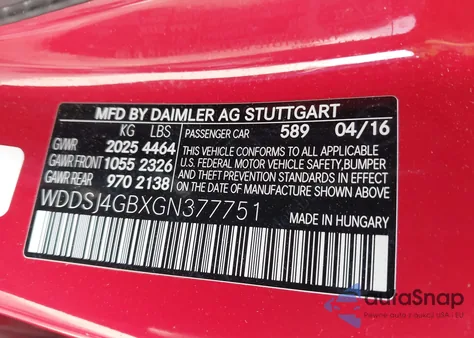 MFD BY DAIMLER AG STUTTGART
KG LBS
GVWR 2025 4464
GAWR FRONT 1055 2326
GAWR REAR 970 2138
PASSENGER CAR 589 04/16
THIS VEHICLE CONFORMS TO ALL APPLICABLE
U.S. FEDERAL MOTOR VEHICLE SAFETY, BUMPER
AND THEFT PREVENTION STANDARDS IN EFFECT
ON THE DATE OF MANUFACTURE SHOWN ABOVE.
WDDSJ4GBXGN377751
MADE IN HUNGARY
autaSnap